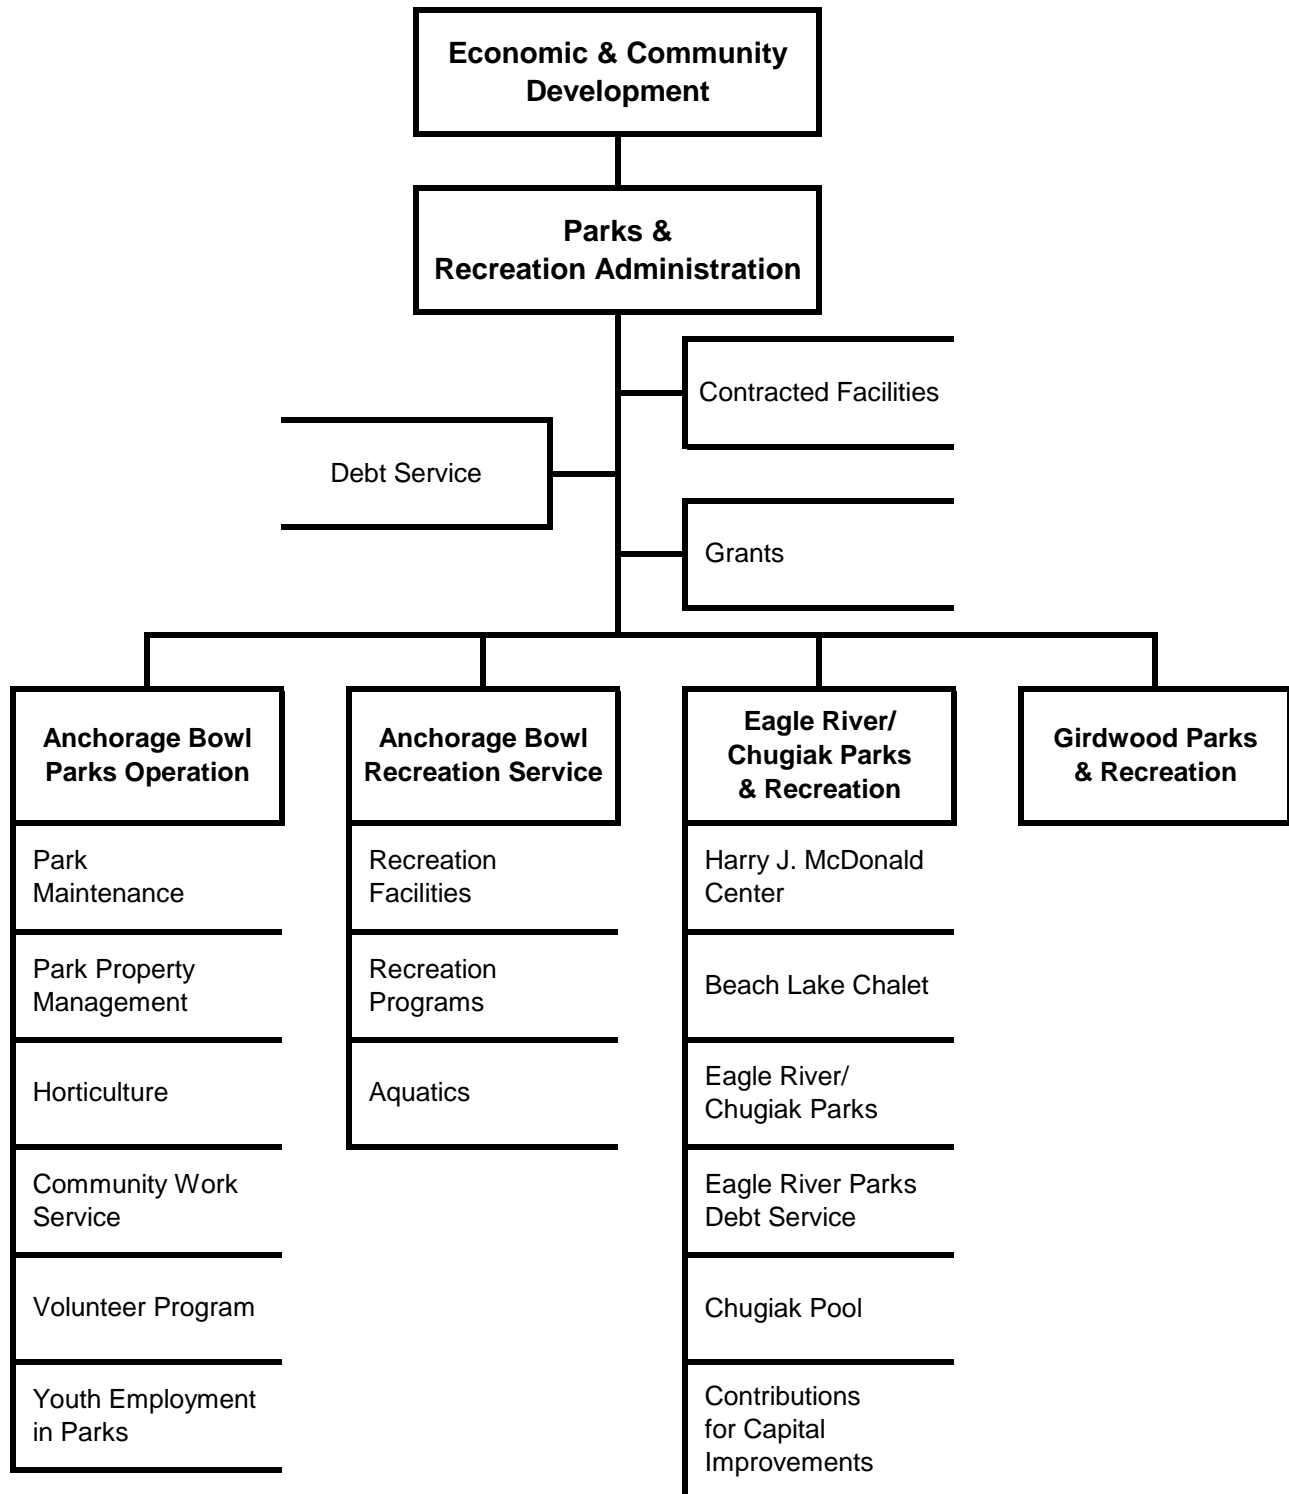 Economic & Community
Development
Parks &
Recreation Administration
Contracted Facilities
Debt Service
Grants
Anchorage Bowl
Parks Operation
Park
Maintenance
Park Property
Management
Horticulture
Community Work
Service
Volunteer Program
Youth Employment
in Parks
Anchorage Bowl
Recreation Service
Recreation
Facilities
Recreation
Programs
Aquatics
Eagle River/
Chugiak Parks
& Recreation
Harry J. McDonald
Center
Beach Lake Chalet
Eagle River/
Chugiak Parks
Eagle River Parks
Debt Service
Chugiak Pool
Contributions
for Capital
Improvements
Girdwood Parks
& Recreation